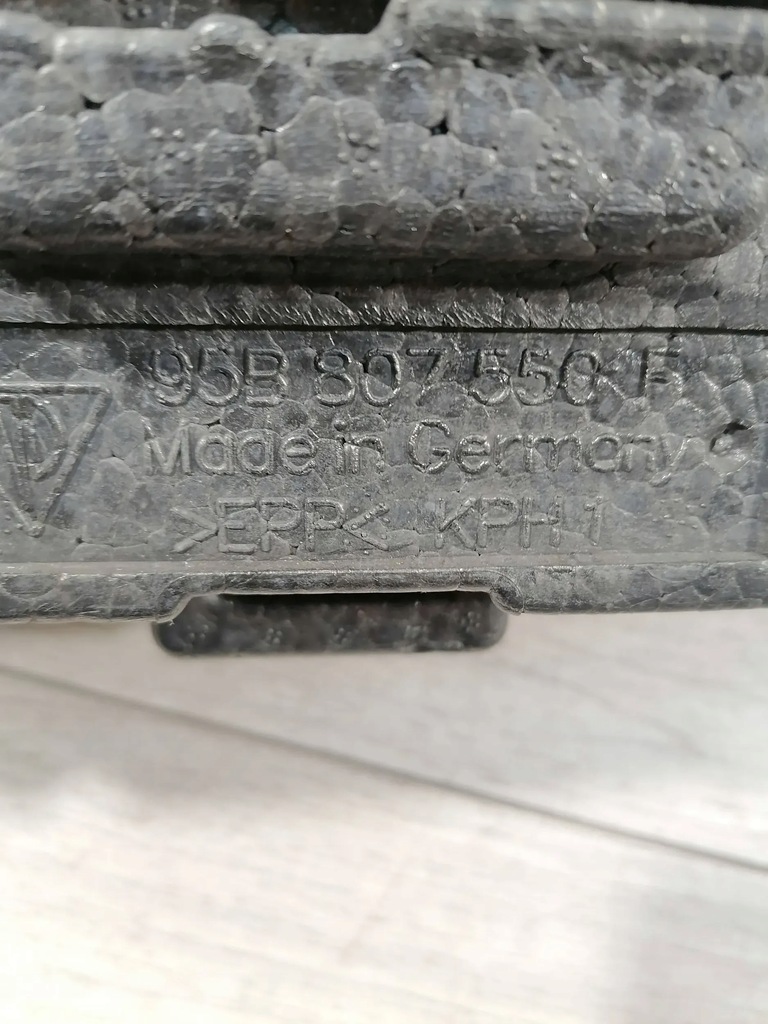 95B 807 550 F
Made in Germany
>EPP< KPH 1